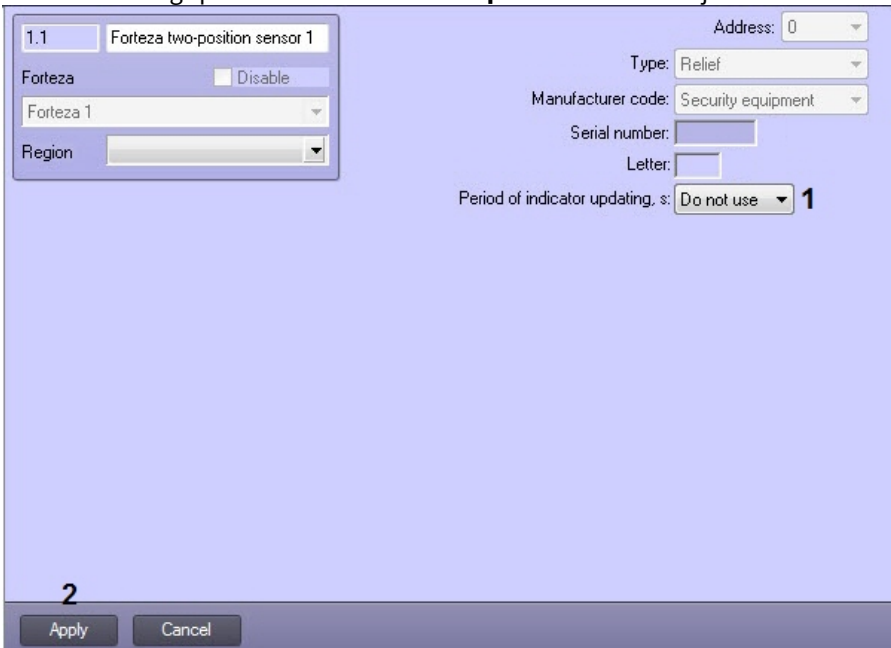 1.1 Forteza two-position sensor 1
Forteza Disable
Forteza 1
Region
Address: 0
Type: Relief
Manufacturer code: Security equipment
Serial number:
Letter:
Period of indicator updating, s: Do not use 1
2
Apply Cancel